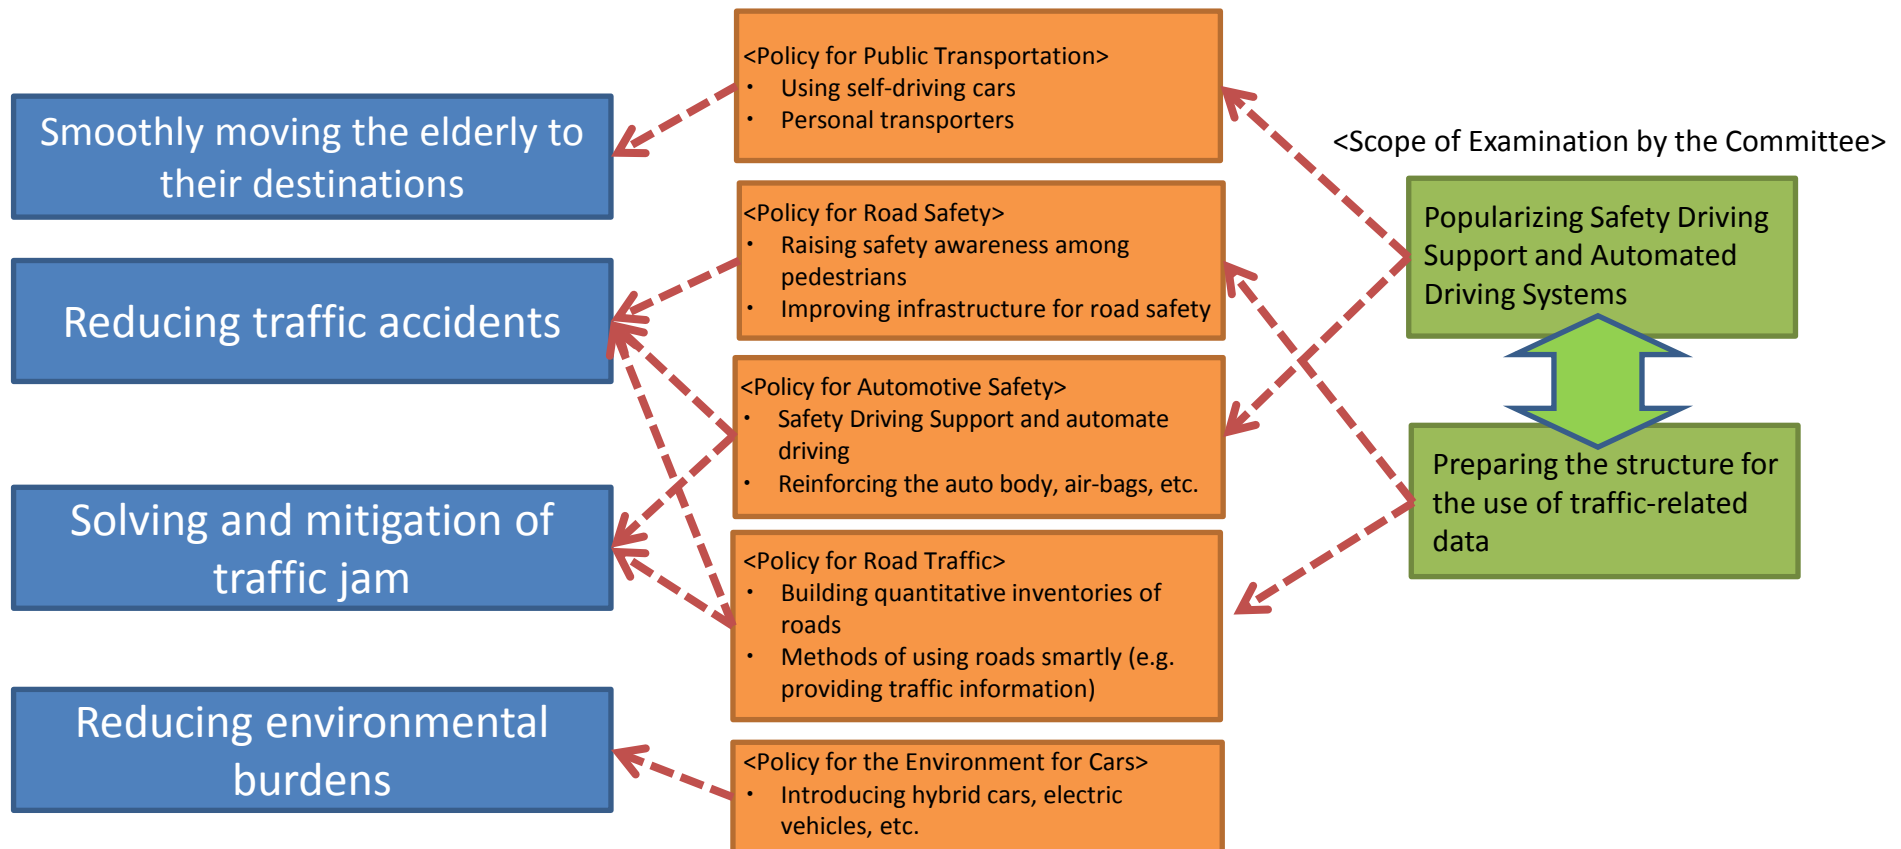 Smoothly moving the elderly to
their destinations
Reducing traffic accidents
Solving and mitigation of
traffic jam
Reducing environmental
burdens
<Policy for Public Transportation>
・ Using self-driving cars
・ Personal transporters
<Policy for Road Safety>
・ Raising safety awareness among
pedestrians
・ Improving infrastructure for road safety
<Policy for Automotive Safety>
・ Safety Driving Support and automate
driving
・ Reinforcing the auto body, air-bags, etc.
<Policy for Road Traffic>
・ Building quantitative inventories of
roads
・ Methods of using roads smartly (e.g.
providing traffic information)
<Policy for the Environment for Cars>
・ Introducing hybrid cars, electric
vehicles, etc.
<Scope of Examination by the Committee>
Popularizing Safety Driving
Support and Automated
Driving Systems
Preparing the structure for
the use of traffic-related
data